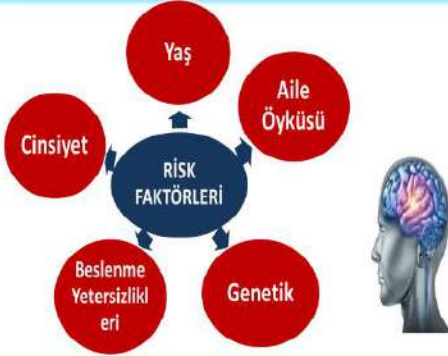 Yaş
Aile
Öyküsü
Cinsiyet
RİSK
FAKTÖRLERİ
Beslenme
Yetersizlikl
eri
Genetik